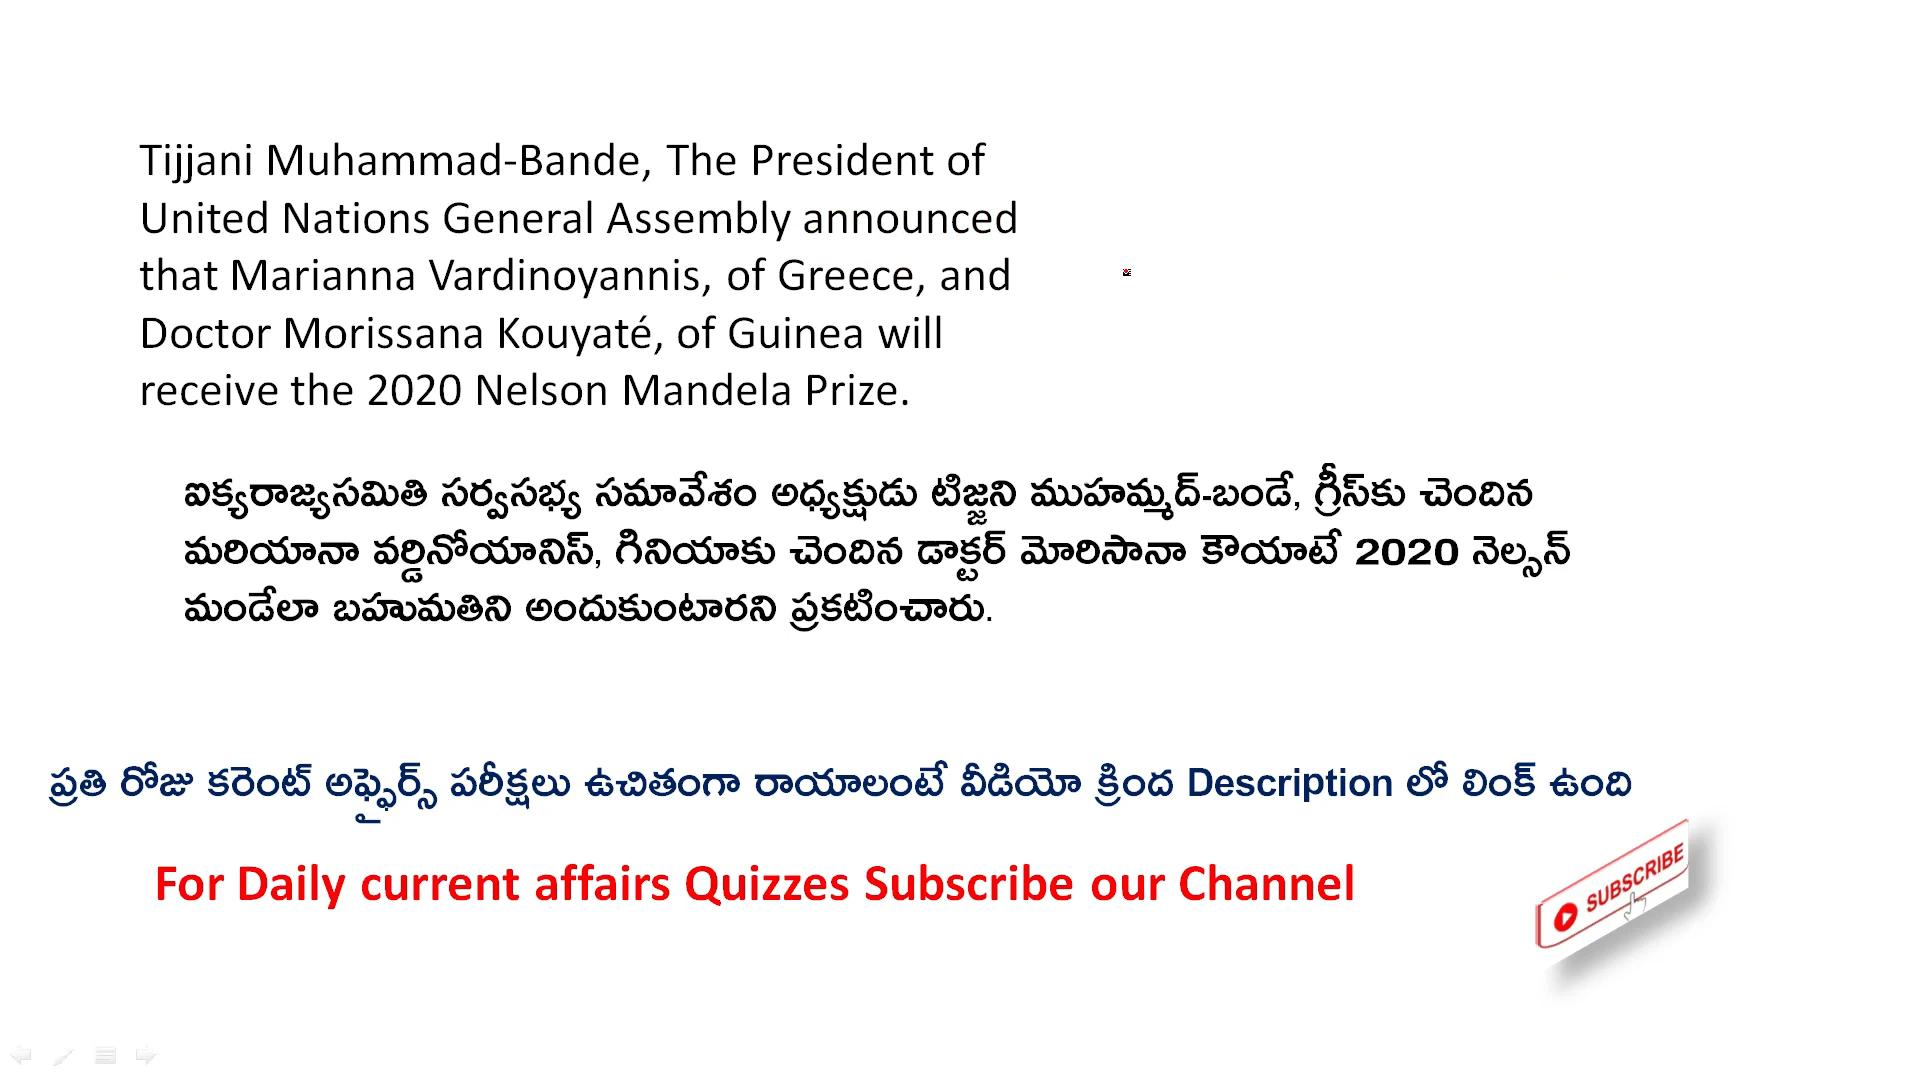 Tijjani Muhammad-Bande, The President of
United Nations General Assembly announced
that Marianna Vardinoyannis, of Greece, and
Doctor Morissana Kouyaté, of Guinea will
receive the 2020 Nelson Mandela Prize.
ఐక్యరాజ్యసమితి సర్వసభ్య సమావేశం అధ్యక్షుడు టిజ్జని ముహమ్మద్-బండే, గ్రీస్‌కు చెందిన
మరియానా వర్డినోయానిస్, గినియాకు చెందిన డాక్టర్ మోరిసానా కౌయాటే 2020 నెల్సన్
మండేలా బహుమతిని అందుకుంటారని ప్రకటించారు.
ప్రతి రోజు కరెంట్ అఫ్ఫైర్స్ పరీక్షలు ఉచితంగా రాయాలంటే వీడియో క్రింద Description లో లింక్ ఉంది
For Daily current affairs Quizzes Subscribe our Channel
SUBSCRIBE